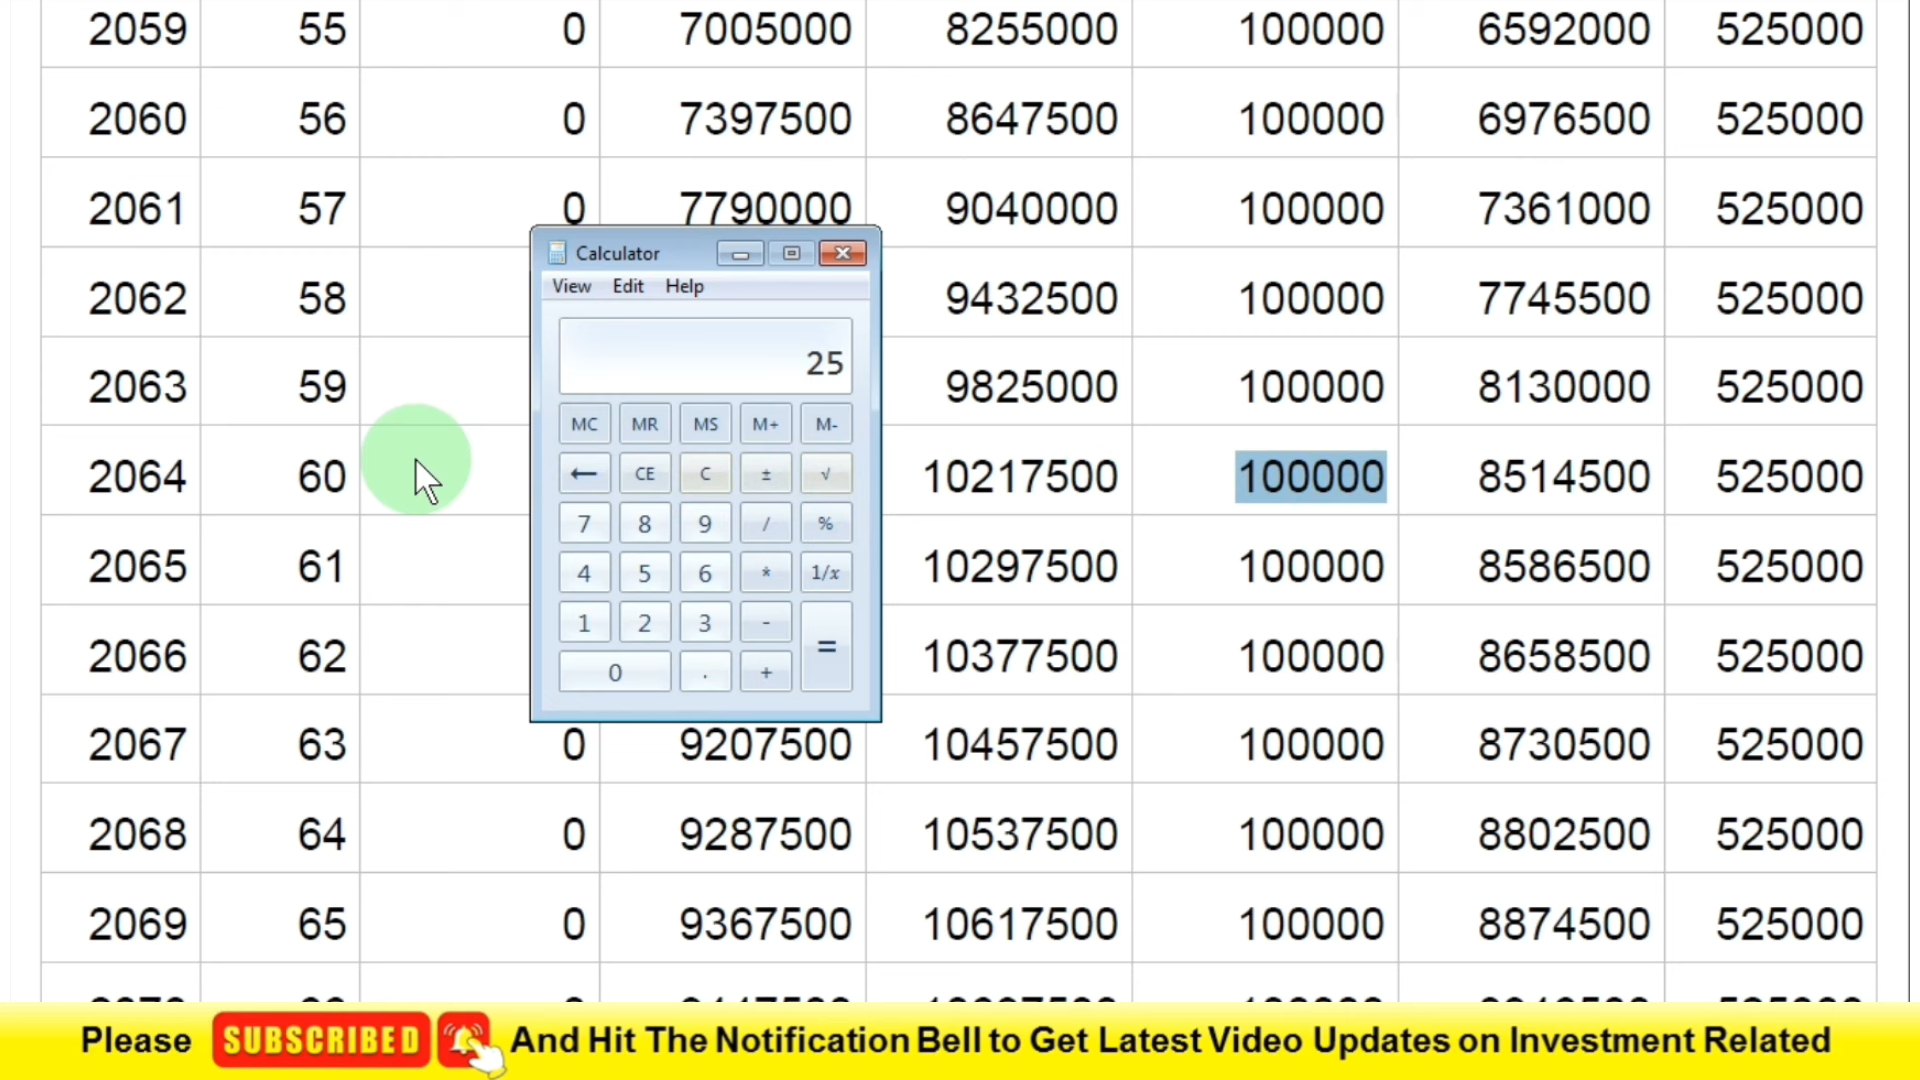 2059 55 0 7005000 8255000 100000 6592000 525000
2060 56 0 7397500 8647500 100000 6976500 525000
2061 57 0 7790000 9040000 100000 7361000 525000
Calculator
View Edit Help
2062 58 9432500 100000 7745500 525000
25
2063 59 9825000 100000 8130000 525000
MC MR MS M+ M-
2064 60 10217500 100000 8514500 525000
← CE C ± √
7 8 9 / %
2065 61 10297500 100000 8586500 525000
4 5 6 * 1/x
1 2 3 - =
2066 62 10377500 100000 8658500 525000
0 . +
2067 63 0 9207500 10457500 100000 8730500 525000
2068 64 0 9287500 10537500 100000 8802500 525000
2069 65 0 9367500 10617500 100000 8874500 525000
Please SUBSCRIBED And Hit The Notification Bell to Get Latest Video Updates on Investment Related